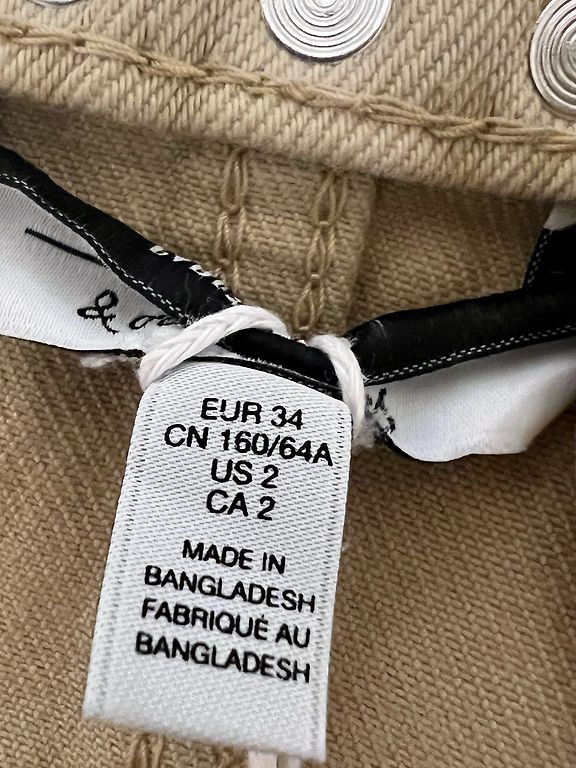 &
EUR 34
CN 160/64A
US 2
CA 2
MADE IN
BANGLADESH
FABRIQUÉ AU
BANGLADESH